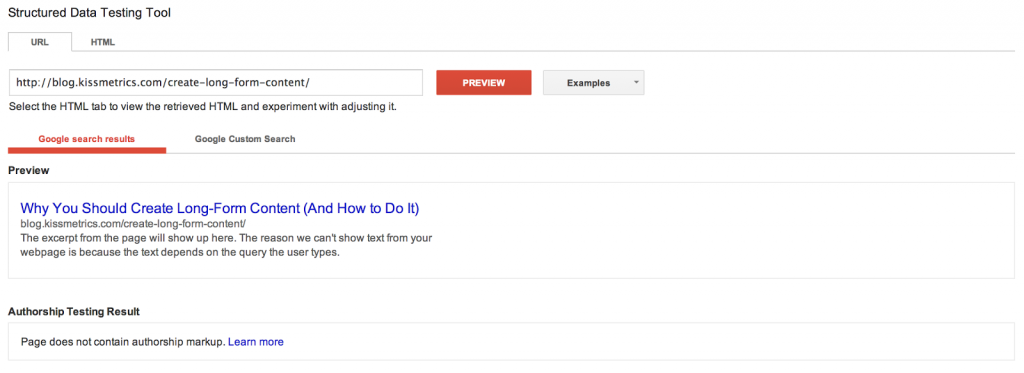 Structured Data Testing Tool
URL HTML
http://blog.kissmetrics.com/create-long-form-content/ PREVIEW Examples
Select the HTML tab to view the retrieved HTML and experiment with adjusting it.
Google search results Google Custom Search
Preview
Why You Should Create Long-Form Content (And How to Do It)
blog.kissmetrics.com/create-long-form-content/
The excerpt from the page will show up here. The reason we can't show text from your
webpage is because the text depends on the query the user types.
Authorship Testing Result
Page does not contain authorship markup. Learn more